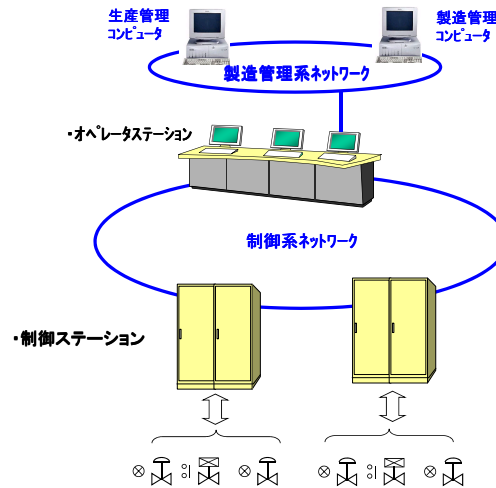 生産管理
コンピュータ
製造管理
コンピュータ
製造管理系ネットワーク
・オペレータステーション
制御系ネットワーク
・制御ステーション